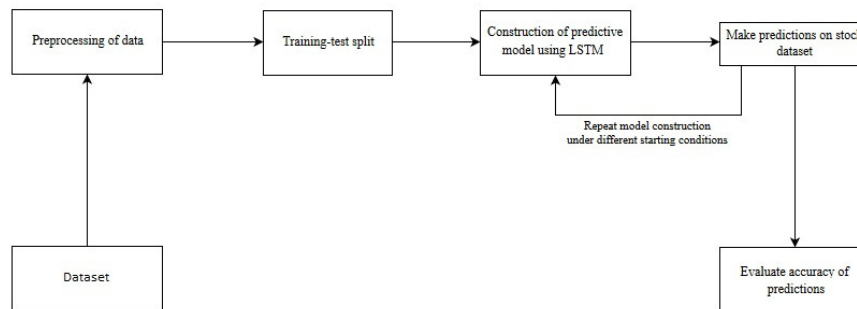 Preprocessing of data
Training-test split
Construction of predictive
model using LSTM
Make predictions on stock
dataset
Repeat model construction
under different starting conditions
Dataset
Evaluate accuracy of
predictions